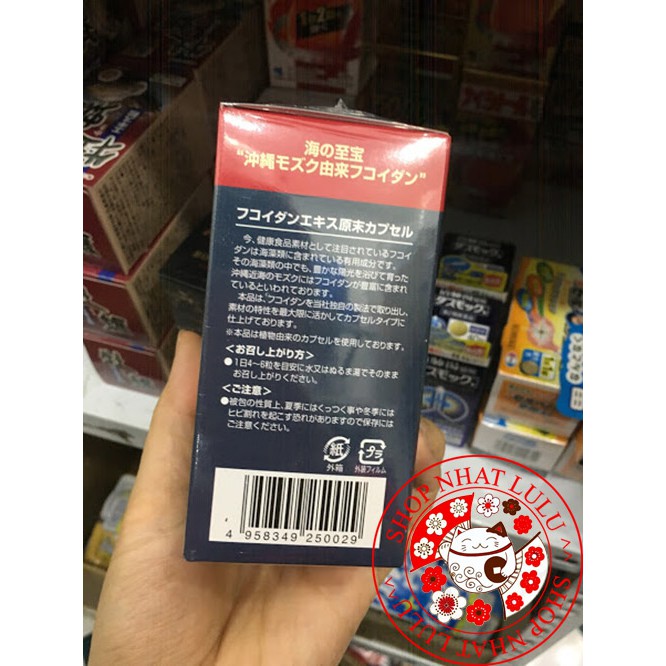 海の至宝
"沖縄モズク由来フコイダン"
フコイダンエキス原末カプセル
今、健康食品素材として注目されているフコイ
ダンは海藻類に含まれている有用成分です。
その海藻類の中でも、豊かな陽光を浴びて育った
沖縄近海のモズクにはフコイダンが豊富に含まれ
ているといわれております。
本品は、フコイダンを当社独自の製法で取り出し、
素材の特性を最大限に活かしてカプセルタイプに
仕上げております。
※本品は植物由来のカプセルを使用しております。
<お召し上がり方>
●1日4~6粒を目安に水又はぬるま湯でそのまま
お召し上がりください。
<ご注意>
●被包の性質上、夏季にはくっつく事や冬季には
ヒビ割れを起こす恐れがありますので保存には
ご注意ください。
紙
外箱
プラ
外装フィルム
4 958349 250029
SHOP NHAT LULU ^^
SHOP NHAT LULU ^^